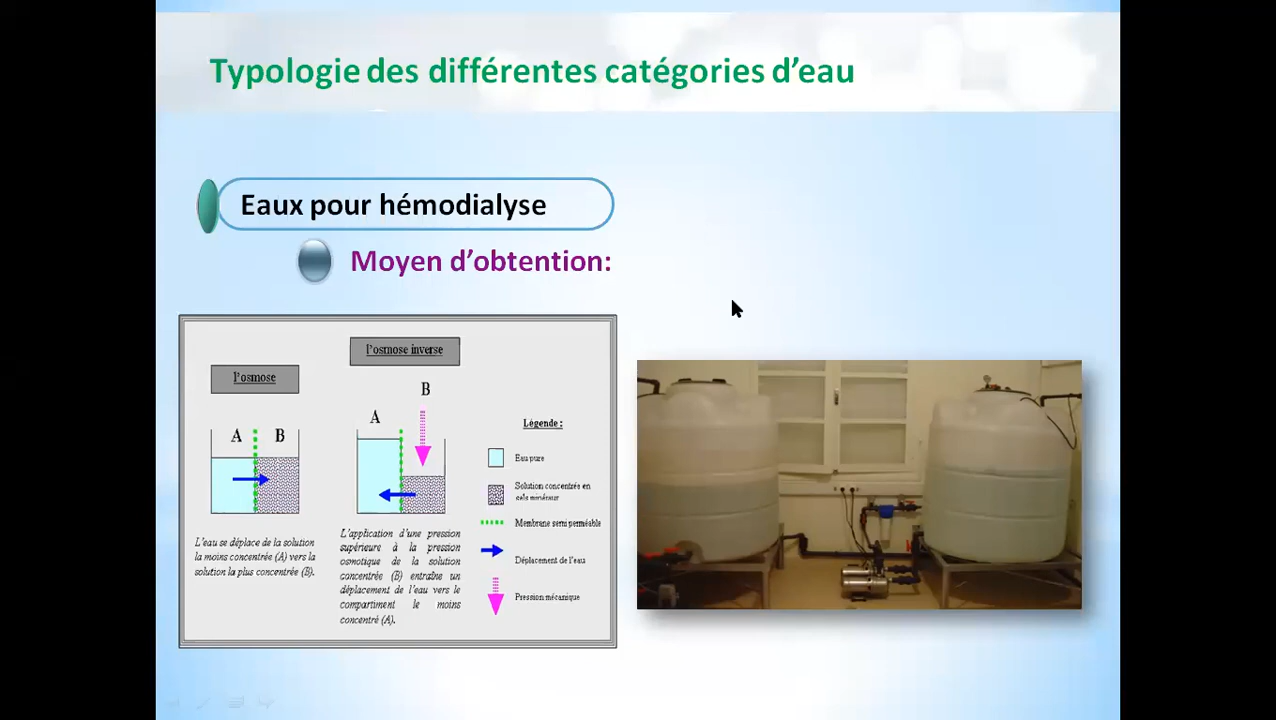 Typologie des différentes catégories d’eau
Eaux pour hémodialyse
Moyen d’obtention:
l'osmose inverse
l'osmose
B
A
A B
Légende :
Eau pure
Solution concentrée en
sels minéraux
Membrane semi perméable
Déplacement de l'eau
Pression mécanique
L'eau se déplace de la solution
la moins concentrée (A) vers la
solution la plus concentrée (B).
L'application d'une pression
supérieure à la pression
osmotique de la solution
concentrée (B) entraîne un
déplacement de l'eau vers le
compartiment le moins
concentré (A).